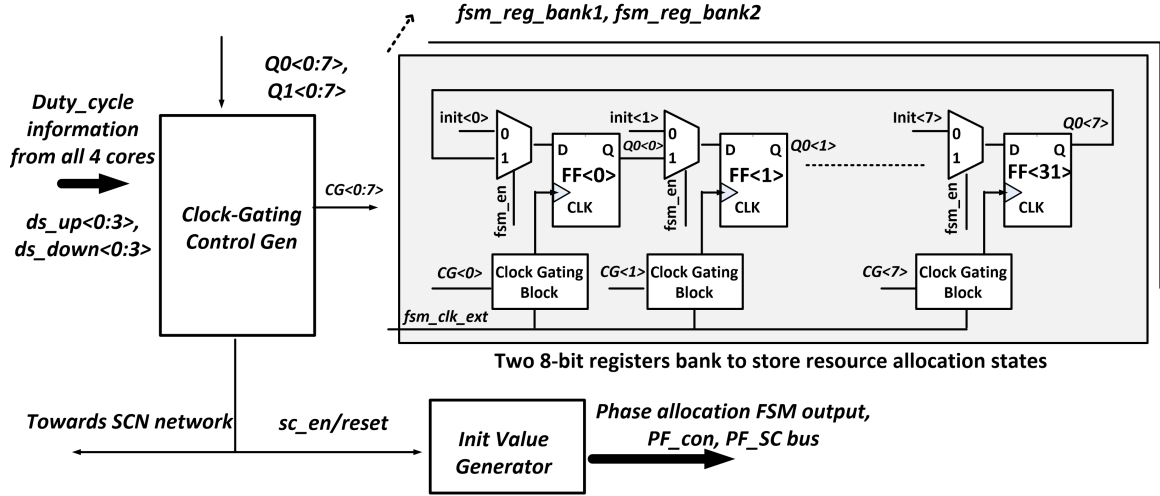 fsm_reg_bank1, fsm_reg_bank2
Q0<0:7>,
Q1<0:7>
Duty_cycle
information
from all 4 cores
ds_up<0:3>,
ds_down<0:3>
Clock-Gating
Control Gen
CG<0:7>
init<0>
0
1
fsm_en
D Q
FF<0>
CLK
Q0<0>
init<1>
0
1
fsm_en
D Q
FF<1>
CLK
Q0<1>
Init<7>
0
1
fsm_en
D Q
FF<31>
CLK
Q0<7>
CG<0>
Clock Gating
Block
CG<1>
Clock Gating
Block
CG<7>
Clock Gating
Block
fsm_clk_ext
Two 8-bit registers bank to store resource allocation states
Towards SCN network
sc_en/reset
Init Value
Generator
Phase allocation FSM output,
PF_con, PF_SC bus